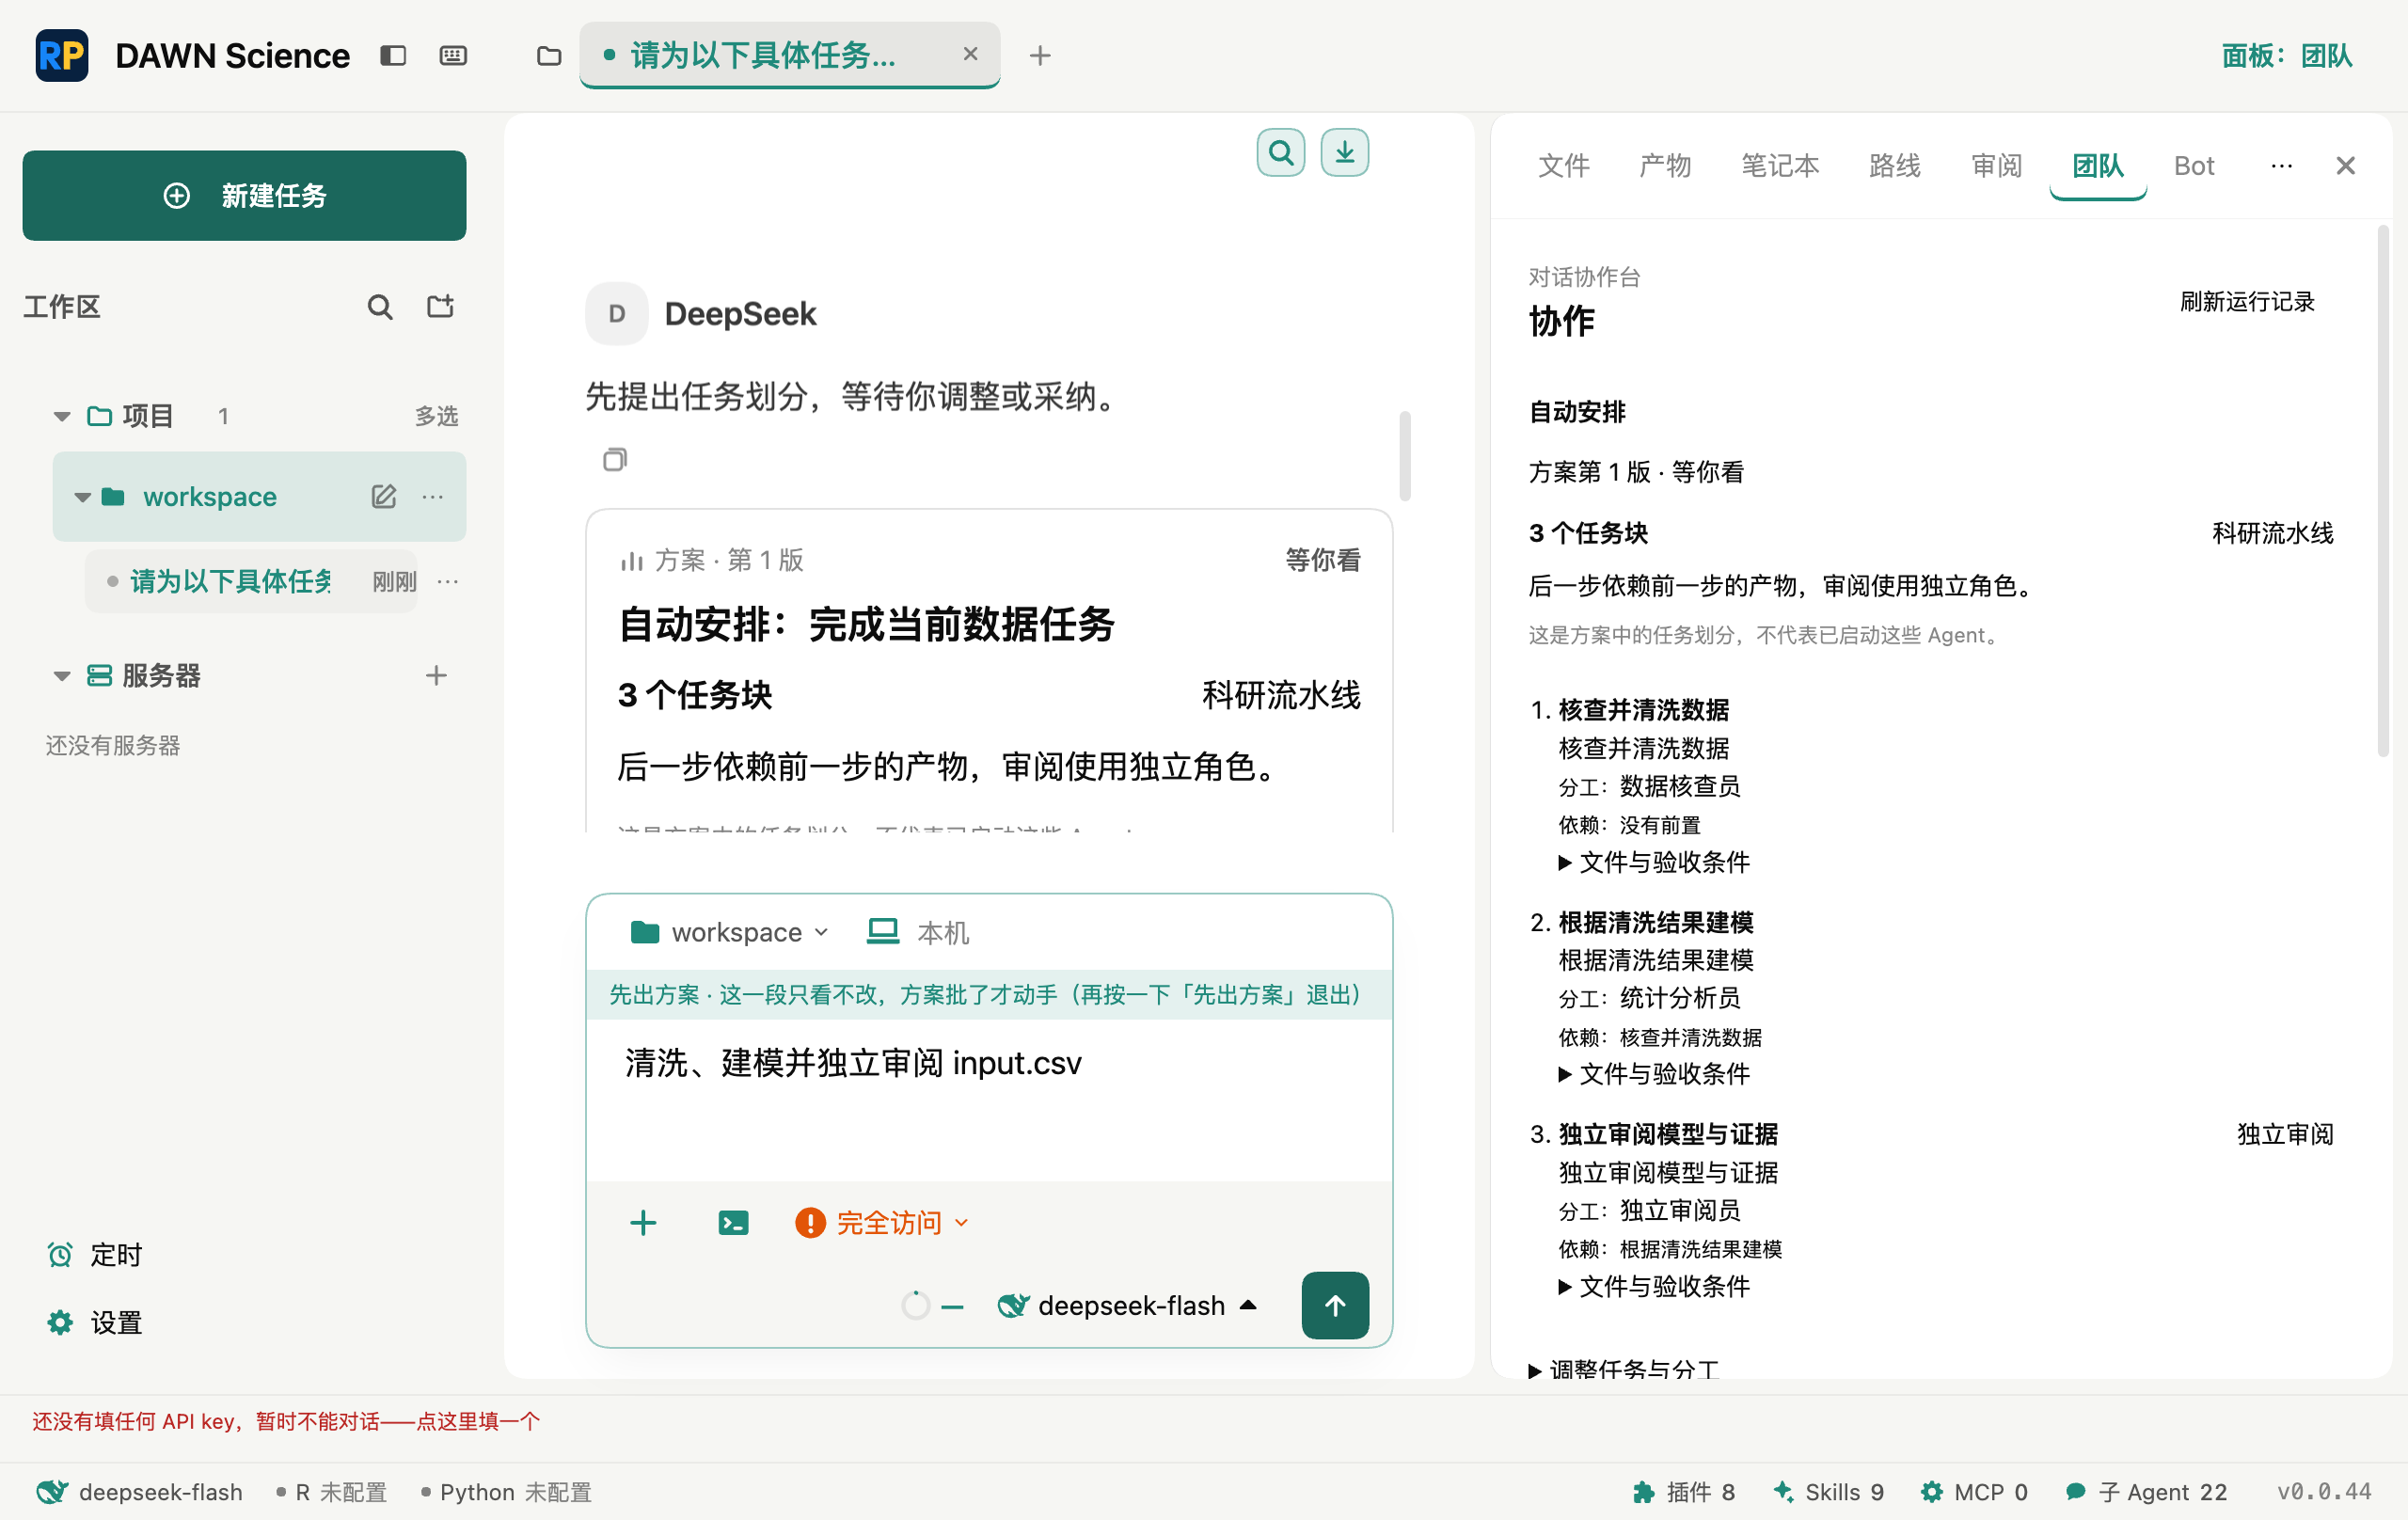 RP DAWN Science
请为以下具体任务...
面板：团队
新建任务
工作区
项目 1 多选
workspace
请为以下具体任务 刚刚
服务器
还没有服务器
定时
设置
D DeepSeek
先提出任务划分，等待你调整或采纳。
方案 · 第 1 版 等你看
自动安排：完成当前数据任务
3 个任务块 科研流水线
后一步依赖前一步的产物，审阅使用独立角色。
这是方案中的任务划分，不代表已启动这些 Agent
workspace 本机
先出方案 · 这一段只看不改，方案批了才动手（再按一下「先出方案」退出）
清洗、建模并独立审阅 input.csv
完全访问
deepseek-flash
文件 产物 笔记本 路线 审阅 团队 Bot
对话协作台
协作
刷新运行记录
自动安排
方案第 1 版 · 等你看
3 个任务块 科研流水线
后一步依赖前一步的产物，审阅使用独立角色。
这是方案中的任务划分，不代表已启动这些 Agent。
1. 核查并清洗数据
核查并清洗数据
分工：数据核查员
依赖：没有前置
文件与验收条件
2. 根据清洗结果建模
根据清洗结果建模
分工：统计分析员
依赖：核查并清洗数据
文件与验收条件
3. 独立审阅模型与证据 独立审阅
独立审阅模型与证据
分工：独立审阅员
依赖：根据清洗结果建模
文件与验收条件
调整任务与分工
还没有填任何 API key，暂时不能对话——点这里填一个
deepseek-flash R 未配置 Python 未配置
插件 8 Skills 9 MCP 0 子 Agent 22 v0.0.44